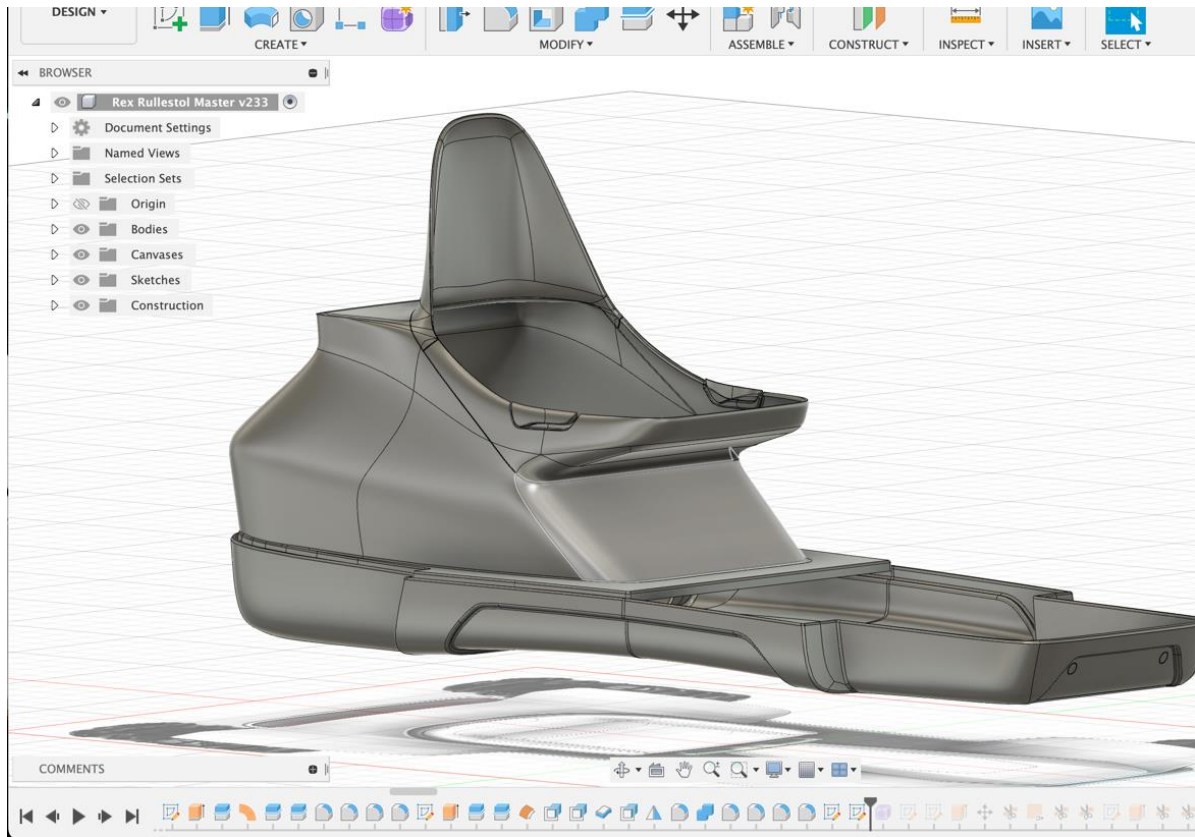 DESIGN ▾
CREATE ▾
MODIFY ▾
ASSEMBLE ▾
CONSTRUCT ▾
INSPECT ▾
INSERT ▾
SELECT ▾
BROWSER
Rex Rullestol Master v233
Document Settings
Named Views
Selection Sets
Origin
Bodies
Canvases
Sketches
Construction
COMMENTS